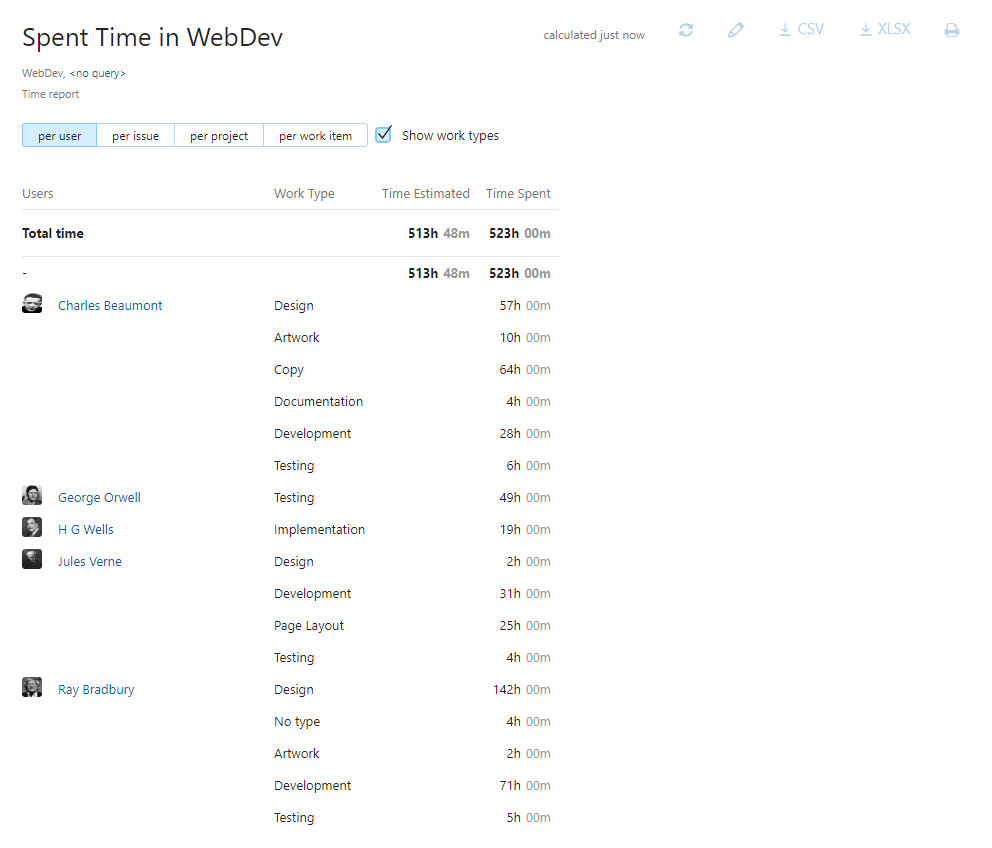 Spent Time in WebDev
calculated just now CSV XLSX
WebDev, <no query>
Time report
per user per issue per project per work item Show work types
Users Work Type Time Estimated Time Spent
Total time 513h 48m 523h 00m
- 513h 48m 523h 00m
Charles Beaumont Design 57h 00m
Artwork 10h 00m
Copy 64h 00m
Documentation 4h 00m
Development 28h 00m
Testing 6h 00m
George Orwell Testing 49h 00m
H G Wells Implementation 19h 00m
Jules Verne Design 2h 00m
Development 31h 00m
Page Layout 25h 00m
Testing 4h 00m
Ray Bradbury Design 142h 00m
No type 4h 00m
Artwork 2h 00m
Development 71h 00m
Testing 5h 00m